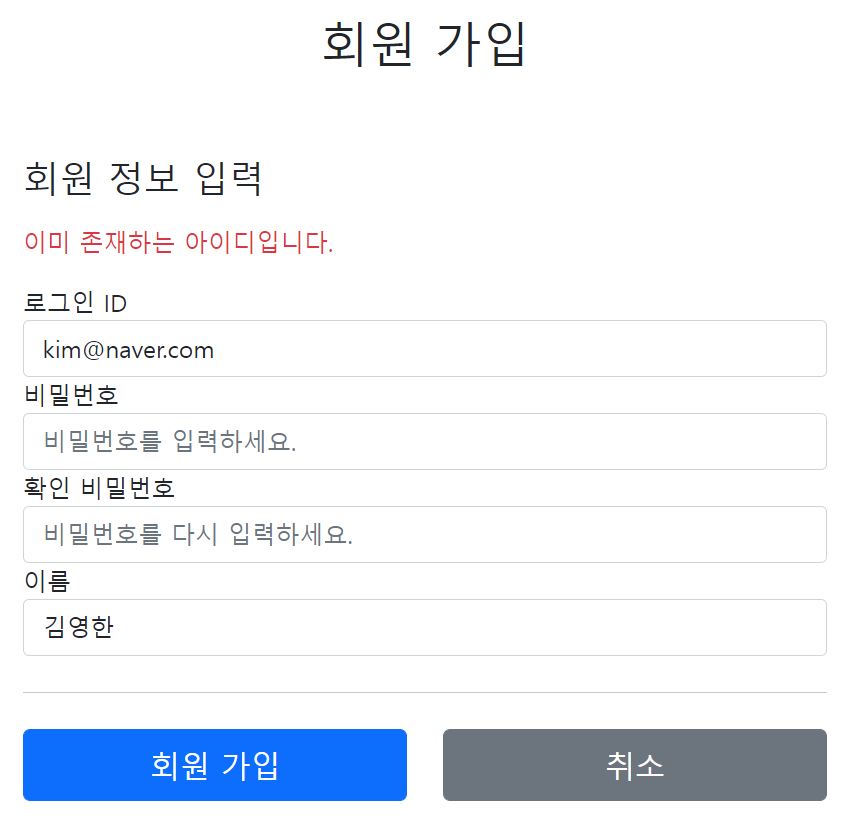 회원 가입
회원 정보 입력
이미 존재하는 아이디입니다.
로그인 ID
kim@naver.com
비밀번호
비밀번호를 입력하세요.
확인 비밀번호
비밀번호를 다시 입력하세요.
이름
김영한
회원 가입 취소